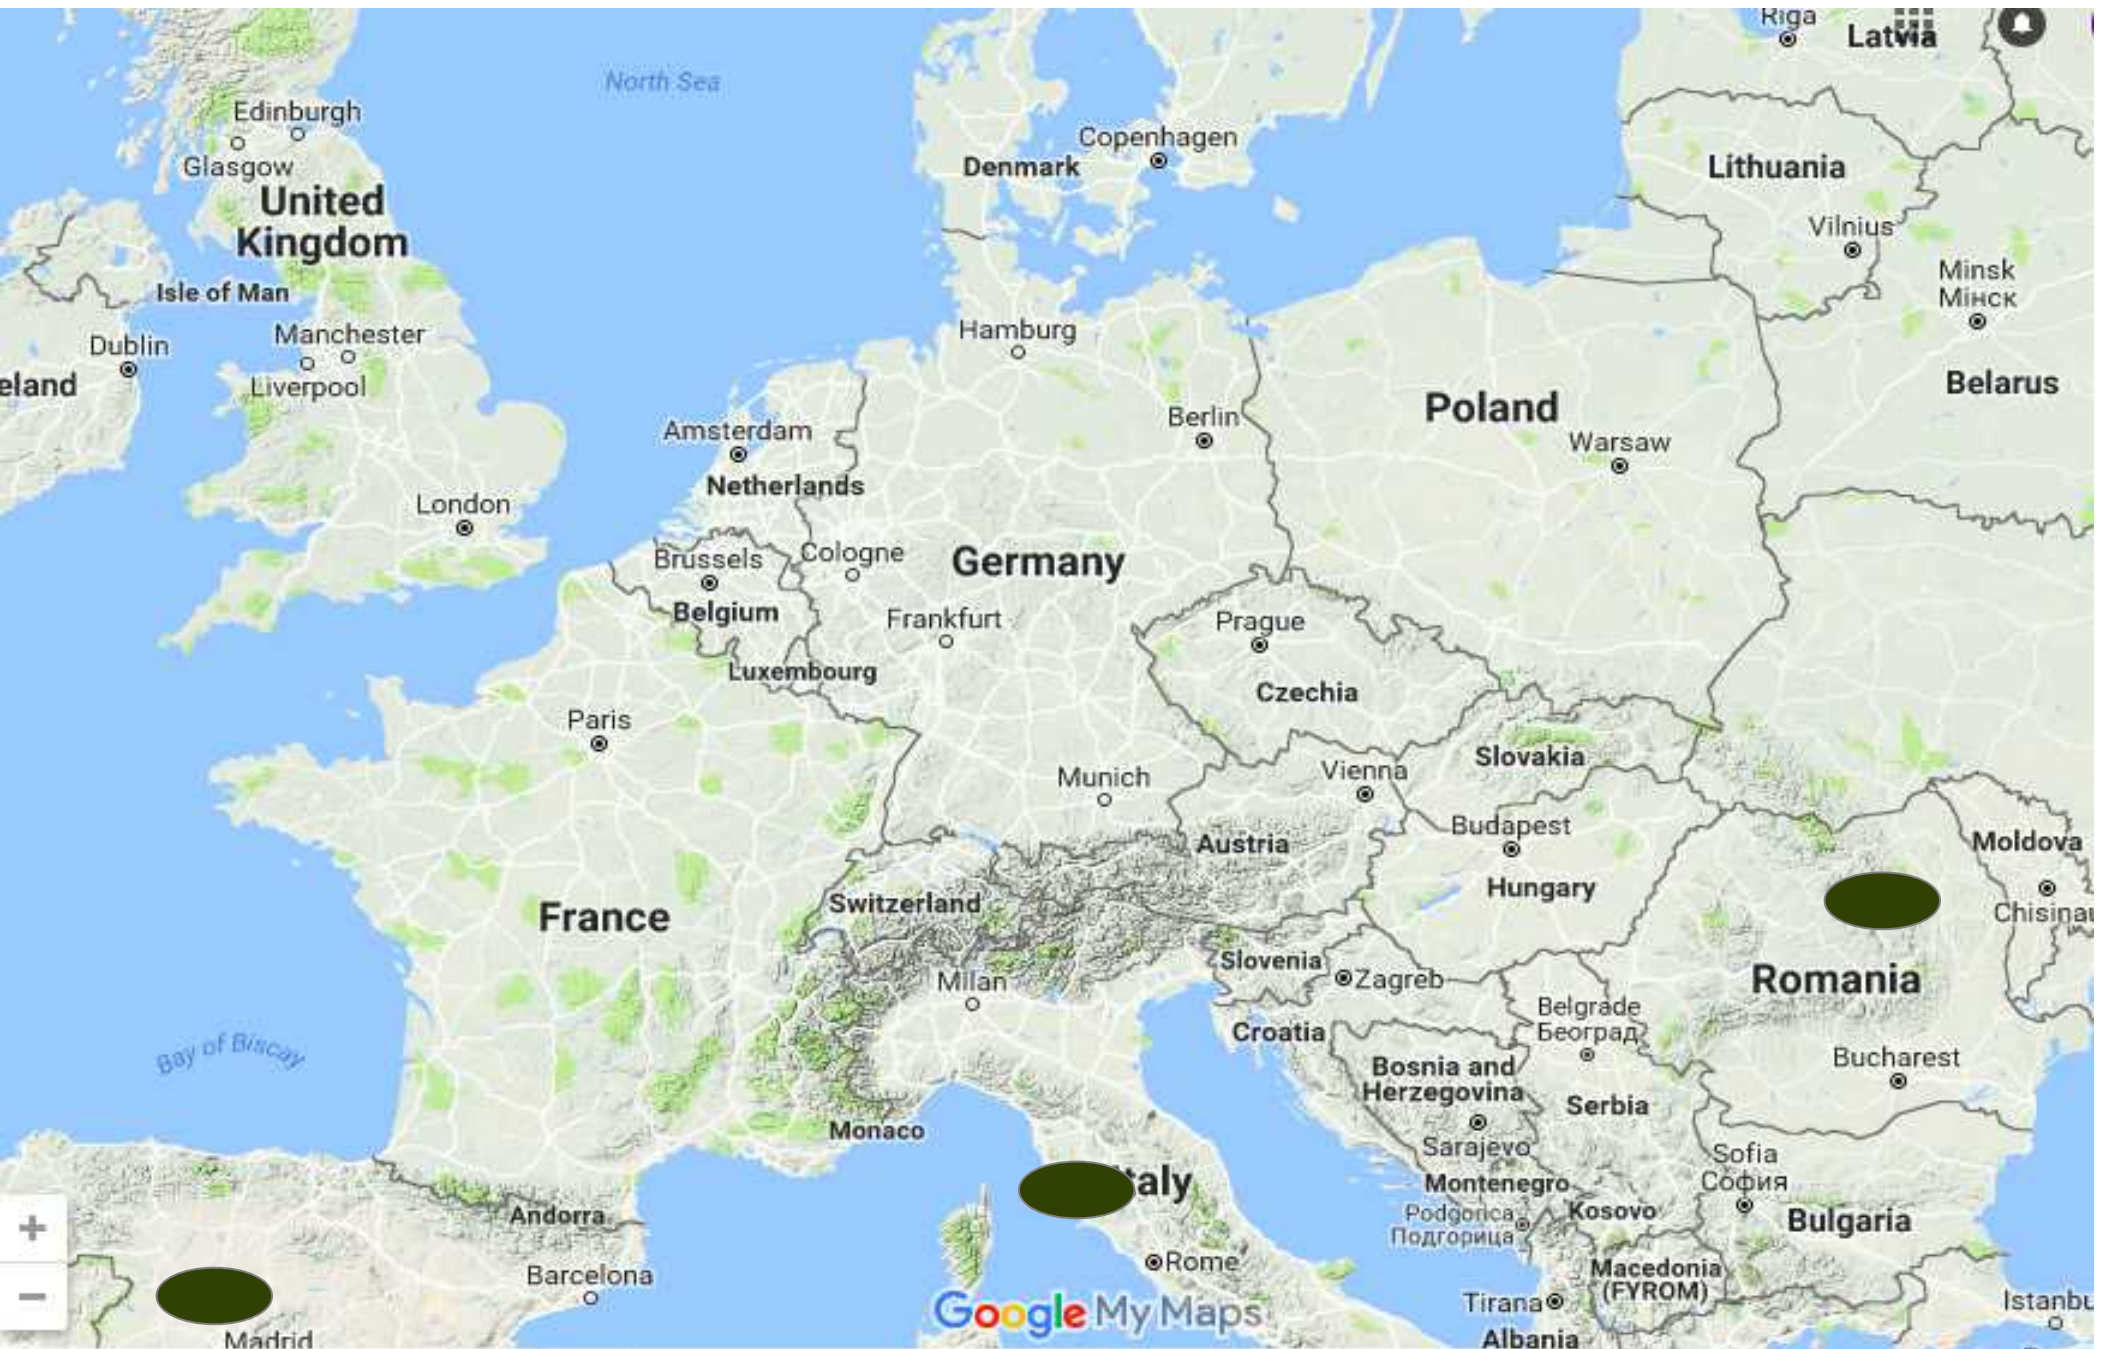 Riga
Latvia
North Sea
Edinburgh
Glasgow
United
Kingdom
Copenhagen
Denmark
Lithuania
Vilnius
Isle of Man
Minsk
Мінск
Manchester
Dublin
Liverpool
eland
Hamburg
Belarus
Amsterdam
Berlin
Poland
Warsaw
Netherlands
London
Brussels
Cologne
Germany
Belgium
Frankfurt
Prague
Luxembourg
Czechia
Paris
Slovakia
Munich
Vienna
Budapest
Austria
Moldova
Hungary
Switzerland
France
Chisinau
Slovenia
Zagreb
Romania
Milan
Belgrade
Београд
Croatia
Bay of Biscay
Bucharest
Bosnia and
Herzegovina
Serbia
Monaco
Sarajevo
Sofia
София
Italy
Montenegro
Andorra
Podgorica
Подгорица
Kosovo
Bulgaria
Rome
Barcelona
Macedonia
(FYROM)
Google My Maps
Tirana
Istanbu
Madrid
Albania
+
−